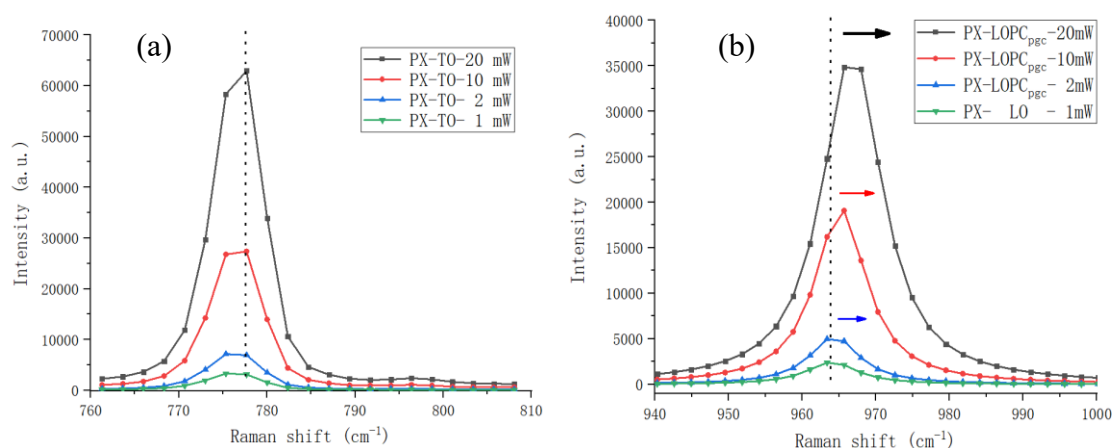 (a)
PX-TO-20 mW
PX-TO-10 mW
PX-TO- 2 mW
PX-TO- 1 mW
70000
60000
50000
40000
30000
20000
10000
0
Intensity (a.u.)
760 770 780 790 800 810
Raman shift (cm⁻¹)
(b)
PX-LOPCpgc-20mW
PX-LOPCpgc-10mW
PX-LOPCpgc- 2mW
PX- LO - 1mW
40000
35000
30000
25000
20000
15000
10000
5000
0
Intensity (a.u.)
940 950 960 970 980 990 1000
Raman shift (cm⁻¹)